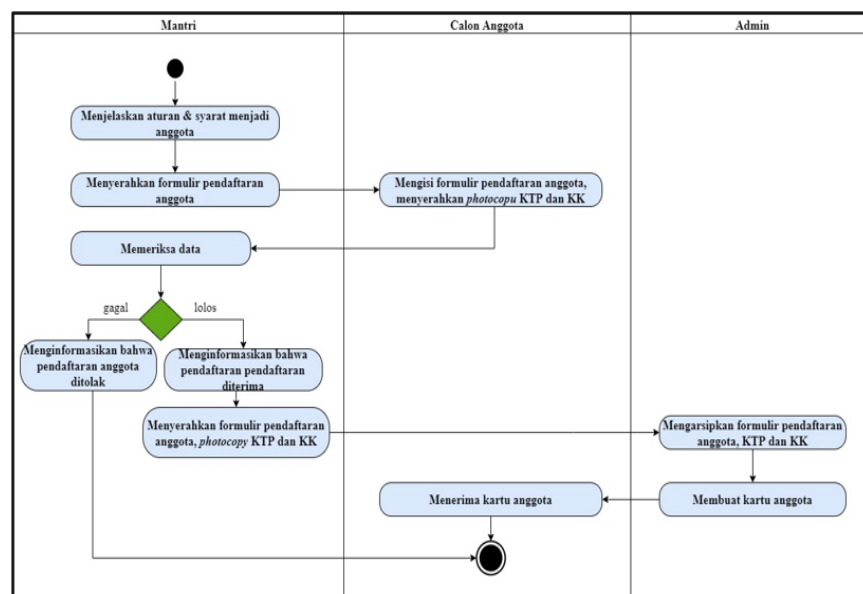 Mantri
Calon Anggota
Admin
Menjelaskan aturan & syarat menjadi
anggota
Menyerahkan formulir pendaftaran
anggota
Mengisi formulir pendaftaran anggota,
menyerahkan photocopu KTP dan KK
Memeriksa data
gagal
lolos
Menginformasikan bahwa
pendaftaran anggota
ditolak
Menginformasikan bahwa
pendaftaran pendaftaran
diterima
Menyerahkan formulir pendaftaran
anggota, photocopy KTP dan KK
Mengarsipkan formulir pendaftaran
anggota, KTP dan KK
Menerima kartu anggota
Membuat kartu anggota